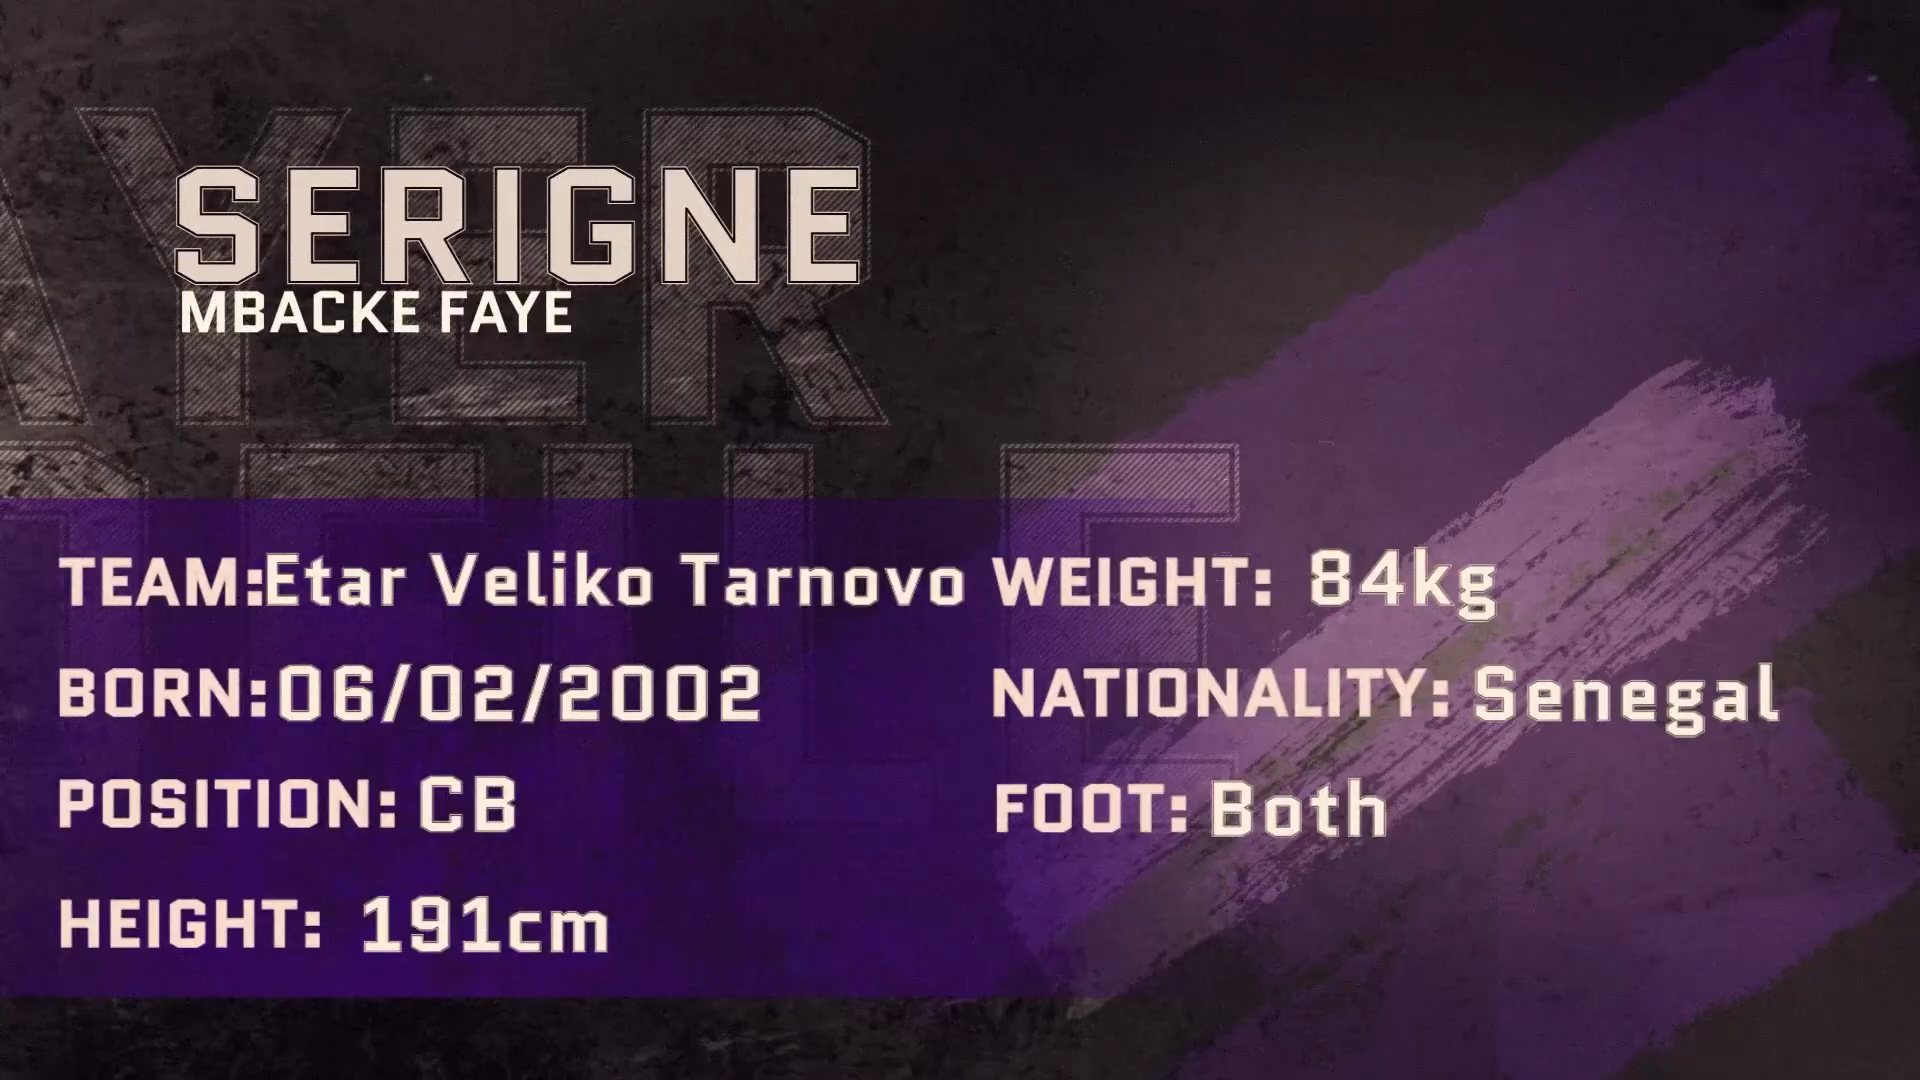 SERIGNE
MBACKE FAYE
TEAM:Etar Veliko Tarnovo
BORN:06/02/2002
POSITION: CB
HEIGHT: 191cm
WEIGHT: 84kg
NATIONALITY: Senegal
FOOT: Both